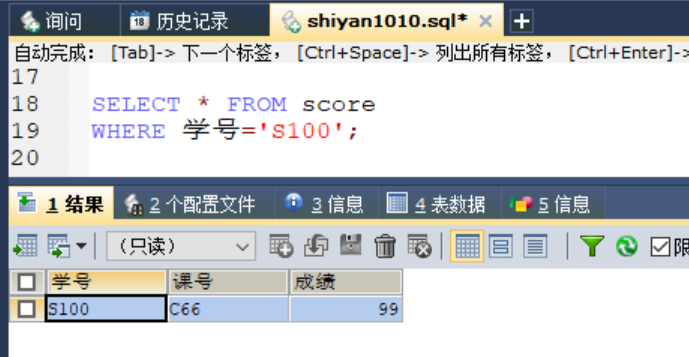 询问 历史记录 shiyan1010.sql*
自动完成： [Tab]-> 下一个标签， [Ctrl+Space]-> 列出所有标签， [Ctrl+Enter]->
17
18 SELECT * FROM score
19 WHERE 学号='S100';
20
1 结果 2 个配置文件 3 信息 4 表数据 5 信息
（只读） 限
学号 课号 成绩
S100 C66 99